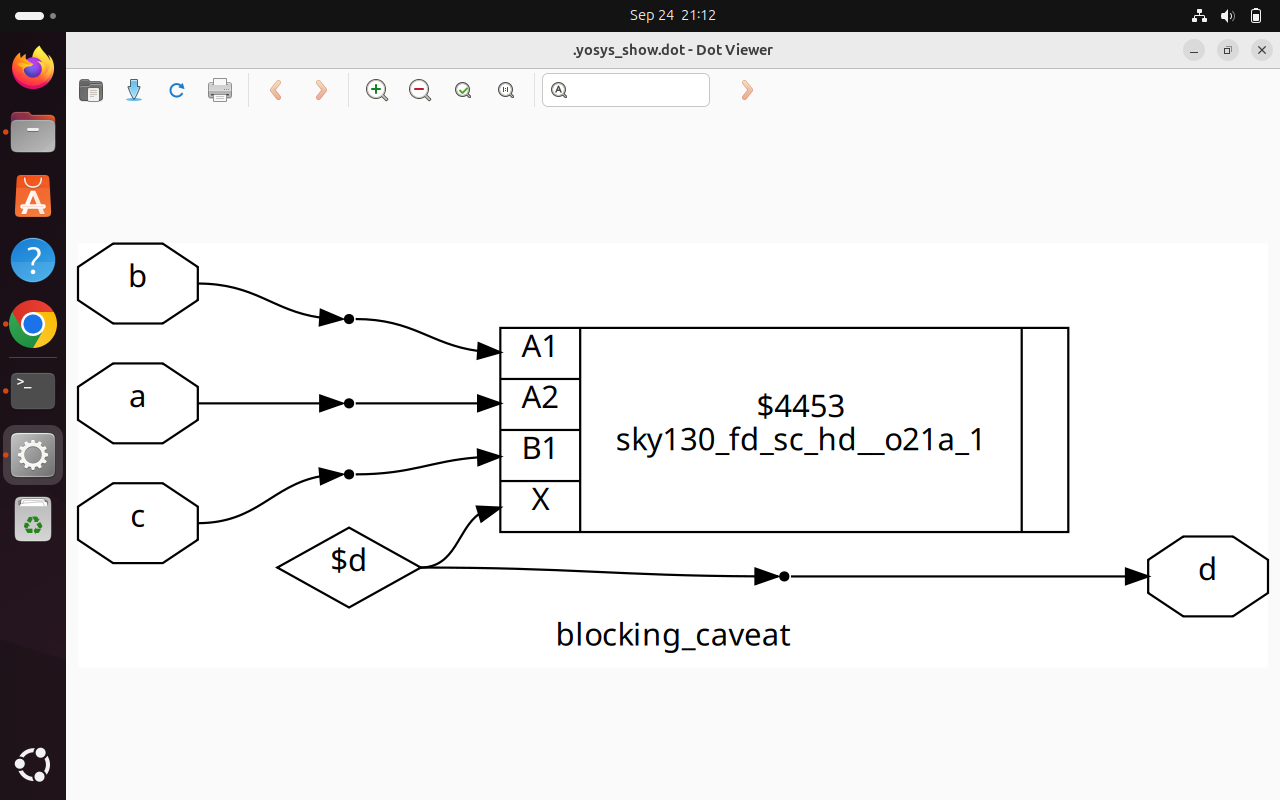 Sep 24 21:12
.yosys_show.dot - Dot Viewer
b
a
c
$d
A1
A2
B1
X
$4453
sky130_fd_sc_hd__o21a_1
d
blocking_caveat